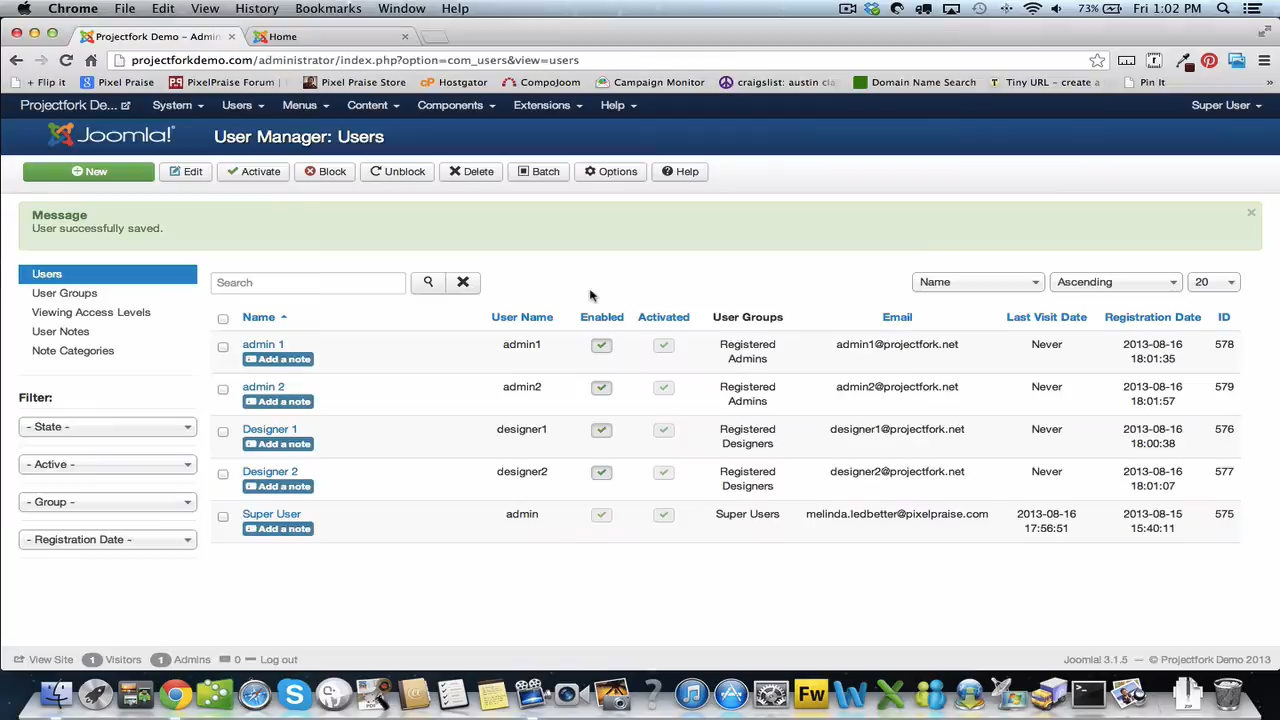 Chrome File Edit View History Bookmarks Window Help 73% Fri 1:02 PM
Projectfork Demo – Admin Home
projectforkdemo.com/administrator/index.php?option=com_users&view=users
+ Flip it Pixel Praise PixelPraise Forum | Pixel Praise Store Hostgator CompoJoom Campaign Monitor craigslist: austin cla Domain Name Search Tiny URL - create a Pin It »
Projectfork De... System Users Menus Content Components Extensions Help Super User
Joomla! User Manager: Users
New Edit Activate Block Unblock Delete Batch Options Help
Message
User successfully saved.
Users
User Groups
Viewing Access Levels
User Notes
Note Categories
Filter:
- State -
- Active -
- Group -
- Registration Date -
Search Name Ascending 20
Name User Name Enabled Activated User Groups Email Last Visit Date Registration Date ID
admin 1 admin1 Registered admin1@projectfork.net Never 2013-08-16 578
Add a note Admins 18:01:35
admin 2 admin2 Registered admin2@projectfork.net Never 2013-08-16 579
Add a note Admins 18:01:57
Designer 1 designer1 Registered designer1@projectfork.net Never 2013-08-16 576
Add a note Designers 18:00:38
Designer 2 designer2 Registered designer2@projectfork.net Never 2013-08-16 577
Add a note Designers 18:01:07
Super User admin Super Users melinda.ledbetter@pixelpraise.com 2013-08-16 2013-08-15 575
Add a note 17:56:51 15:40:11
View Site 1 Visitors 1 Admins 0 — Log out Joomla! 3.1.5 — © Projectfork Demo 2013
Fw